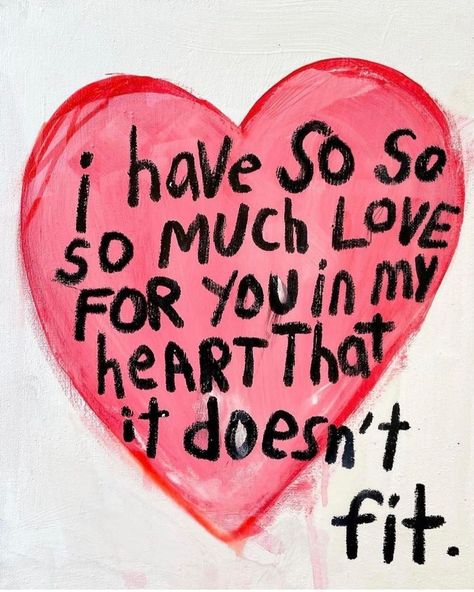 i have so so
so much love
for you in my
heart that
it doesn't
fit.